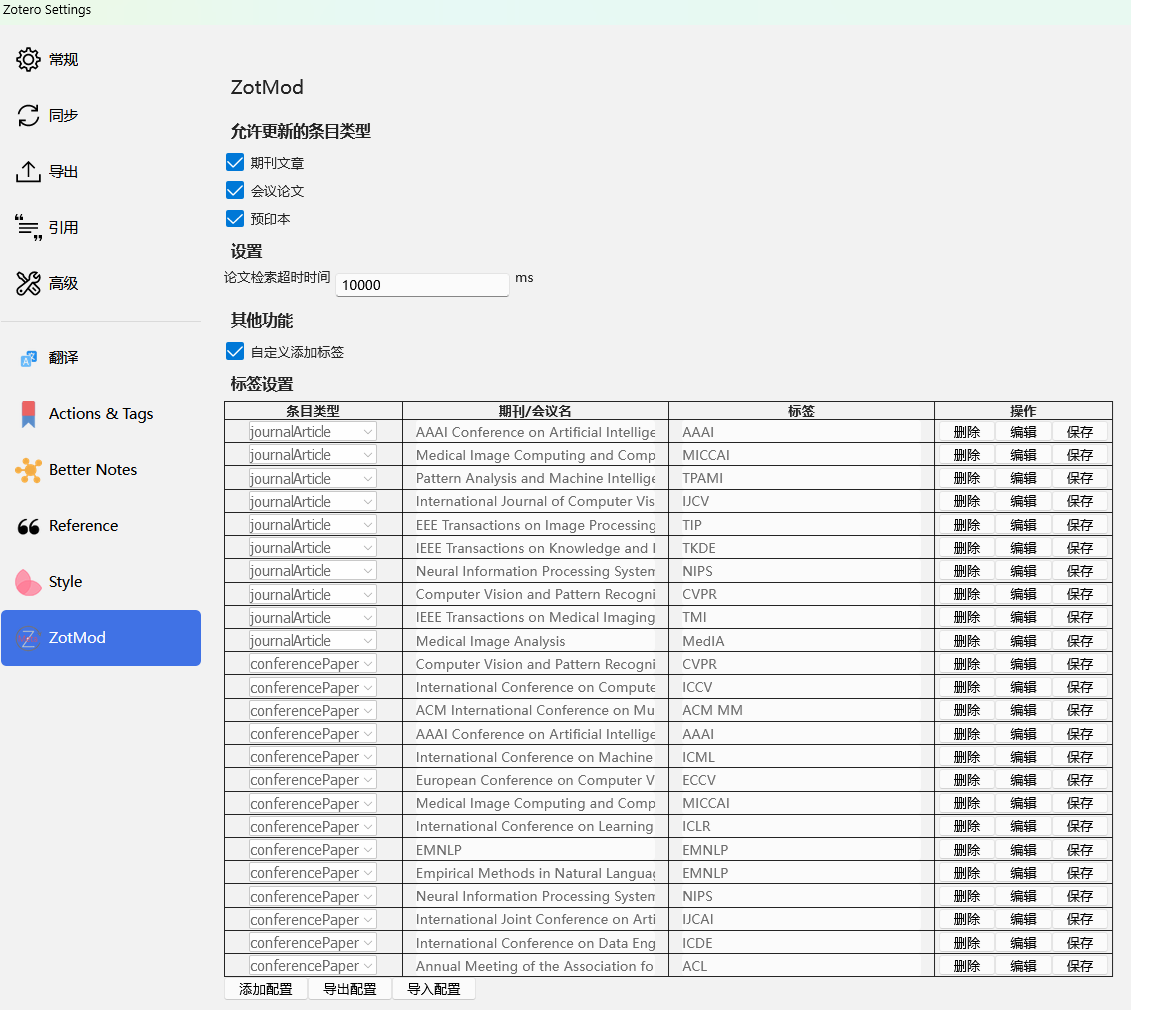 Zotero Settings
常规
同步
导出
引用
高级
翻译
Actions & Tags
Better Notes
Reference
Style
ZotMod
ZotMod
允许更新的条目类型
期刊文章
会议论文
预印本
设置
论文检索超时时间 10000 ms
其他功能
自定义添加标签
标签设置
条目类型 期刊/会议名 标签 操作
journalArticle AAAI Conference on Artificial Intellige AAAI 删除 编辑 保存
journalArticle Medical Image Computing and Comp MICCAI 删除 编辑 保存
journalArticle Pattern Analysis and Machine Intellige TPAMI 删除 编辑 保存
journalArticle International Journal of Computer Vis IJCV 删除 编辑 保存
journalArticle EEE Transactions on Image Processing TIP 删除 编辑 保存
journalArticle IEEE Transactions on Knowledge and TKDE 删除 编辑 保存
journalArticle Neural Information Processing System NIPS 删除 编辑 保存
journalArticle Computer Vision and Pattern Recogni CVPR 删除 编辑 保存
journalArticle IEEE Transactions on Medical Imaging TMI 删除 编辑 保存
journalArticle Medical Image Analysis MedIA 删除 编辑 保存
conferencePaper Computer Vision and Pattern Recogni CVPR 删除 编辑 保存
conferencePaper International Conference on Compute ICCV 删除 编辑 保存
conferencePaper ACM International Conference on Mu ACM MM 删除 编辑 保存
conferencePaper AAAI Conference on Artificial Intellige AAAI 删除 编辑 保存
conferencePaper International Conference on Machine ICML 删除 编辑 保存
conferencePaper European Conference on Computer V ECCV 删除 编辑 保存
conferencePaper Medical Image Computing and Comp MICCAI 删除 编辑 保存
conferencePaper International Conference on Learning ICLR 删除 编辑 保存
conferencePaper EMNLP EMNLP 删除 编辑 保存
conferencePaper Empirical Methods in Natural Langua EMNLP 删除 编辑 保存
conferencePaper Neural Information Processing System NIPS 删除 编辑 保存
conferencePaper International Joint Conference on Arti IJCAI 删除 编辑 保存
conferencePaper International Conference on Data Eng ICDE 删除 编辑 保存
conferencePaper Annual Meeting of the Association fo ACL 删除 编辑 保存
添加配置 导出配置 导入配置